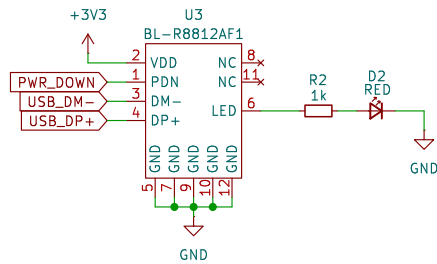 +3V3
U3
BL-R8812AF1
2 VDD NC 8
PWR_DOWN 1 PDN NC 11
USB_DM- 3 DM-
USB_DP+ 4 DP+
LED 6
R2
1k
D2
RED
GND GND GND GND GND
5 7 9 10 12
GND
GND